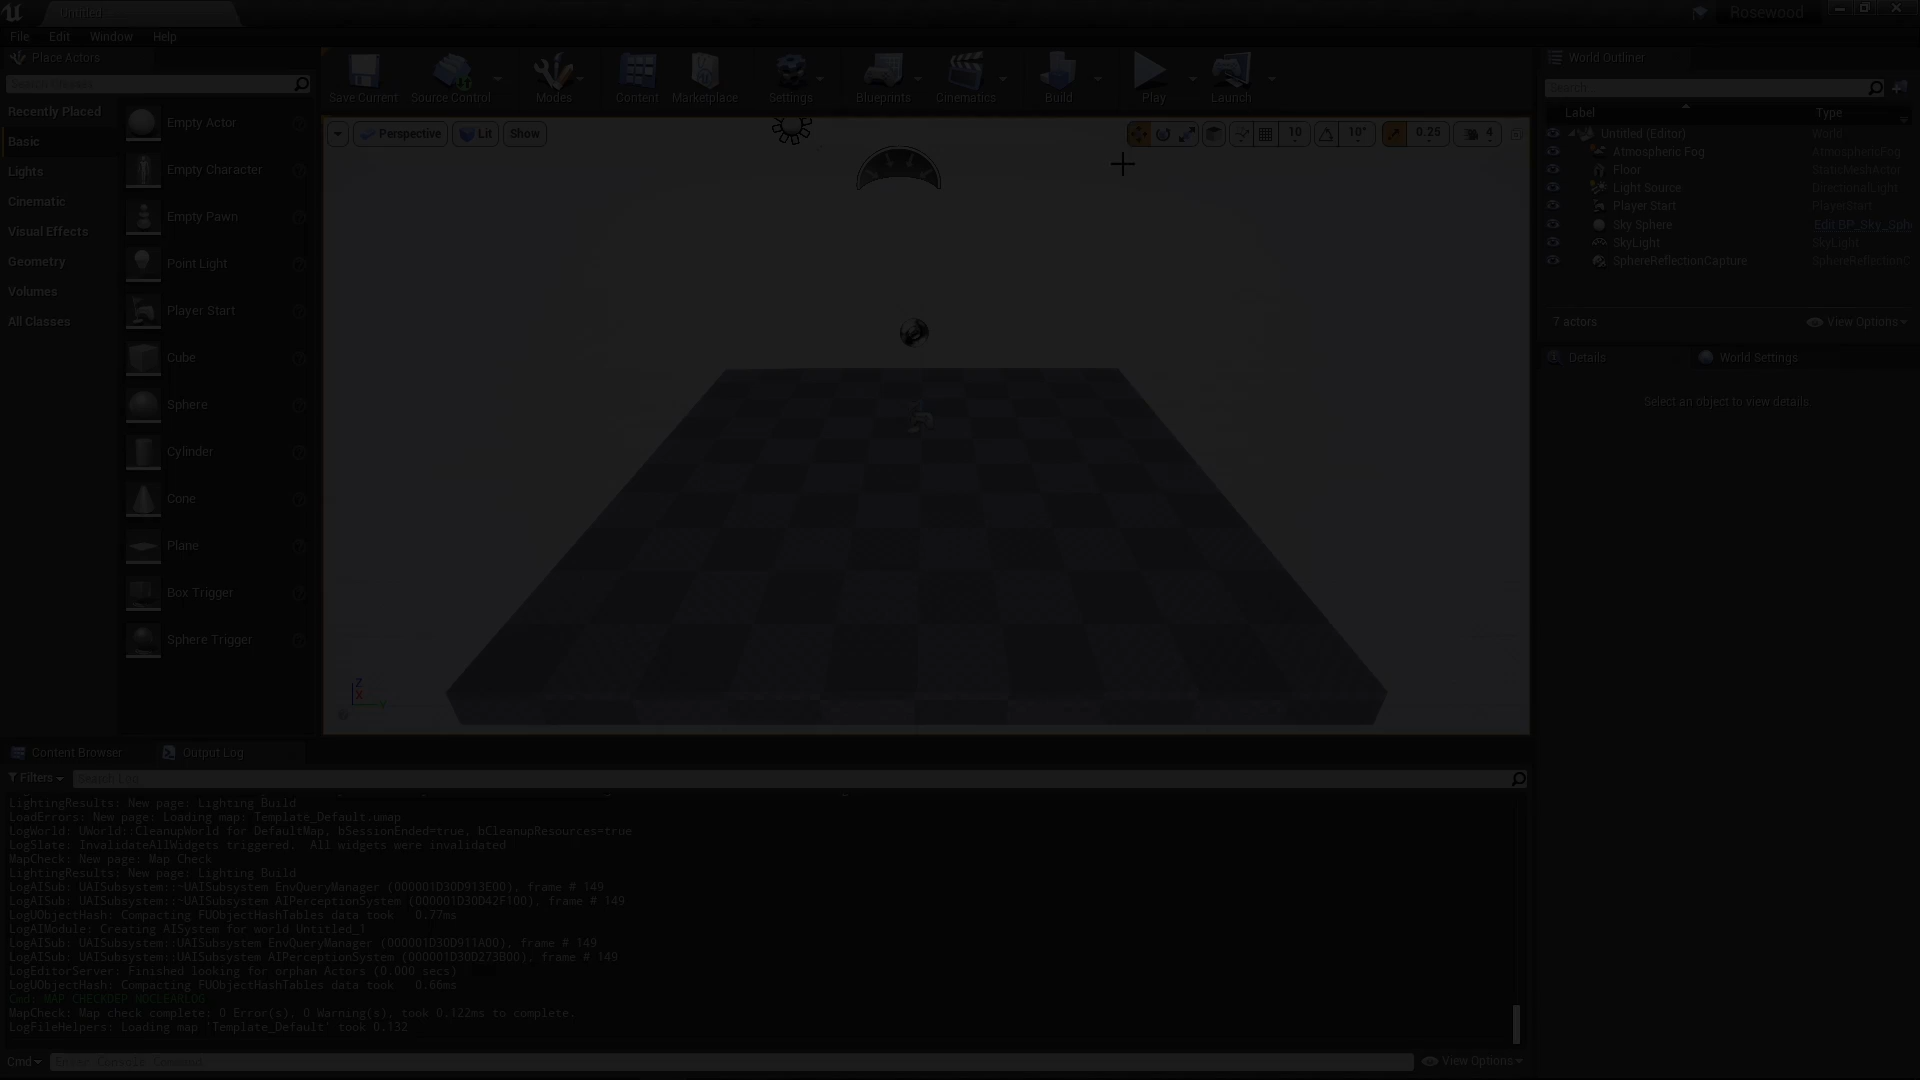 Untitled
Rosewood
File Edit Window Help
Place Actors
Search Classes
Recently Placed
Basic
Lights
Cinematic
Visual Effects
Geometry
Volumes
All Classes
Empty Actor
Empty Character
Empty Pawn
Point Light
Player Start
Cube
Sphere
Cylinder
Cone
Plane
Box Trigger
Sphere Trigger
Save Current Source Control Modes Content Marketplace Settings Blueprints Cinematics Build Play Launch
Perspective Lit Show
10 10° 0.25 4
Z
X
Y
World Outliner
Search
Label Type
Untitled (Editor) World
Atmospheric Fog AtmosphericFog
Floor StaticMeshActor
Light Source DirectionalLight
Player Start PlayerStart
Sky Sphere Edit BP_Sky_Sph
SkyLight SkyLight
SphereReflectionCapture SphereReflectionC
7 actors View Options
Details World Settings
Select an object to view details.
Content Browser Output Log
Filters Search Log
LightingResults: New page: Lighting Build
LoadErrors: New page: Loading map: Template_Default.umap
LogWorld: UWorld::CleanupWorld for DefaultMap, bSessionEnded=true, bCleanupResources=true
LogSlate: InvalidateAllWidgets triggered.  All widgets were invalidated
MapCheck: New page: Map Check
LightingResults: New page: Lighting Build
LogAISub: UAISubsystem::~UAISubsystem EnvQueryManager (000001D30D913E00), frame # 149
LogAISub: UAISubsystem::~UAISubsystem AIPerceptionSystem (000001D30D42F100), frame # 149
LogUObjectHash: Compacting FUObjectHashTables data took   0.77ms
LogAIModule: Creating AISystem for world Untitled_1
LogAISub: UAISubsystem::UAISubsystem EnvQueryManager (000001D30D911A00), frame # 149
LogAISub: UAISubsystem::UAISubsystem AIPerceptionSystem (000001D30D273B00), frame # 149
LogEditorServer: Finished looking for orphan Actors (0.000 secs)
LogUObjectHash: Compacting FUObjectHashTables data took   0.66ms
Cmd: MAP CHECKDEP NOCLEARLOG
MapCheck: Map check complete: 0 Error(s), 0 Warning(s), took 0.122ms to complete.
LogFileHelpers: Loading map 'Template_Default' took 0.132
Cmd Enter Console Command View Options